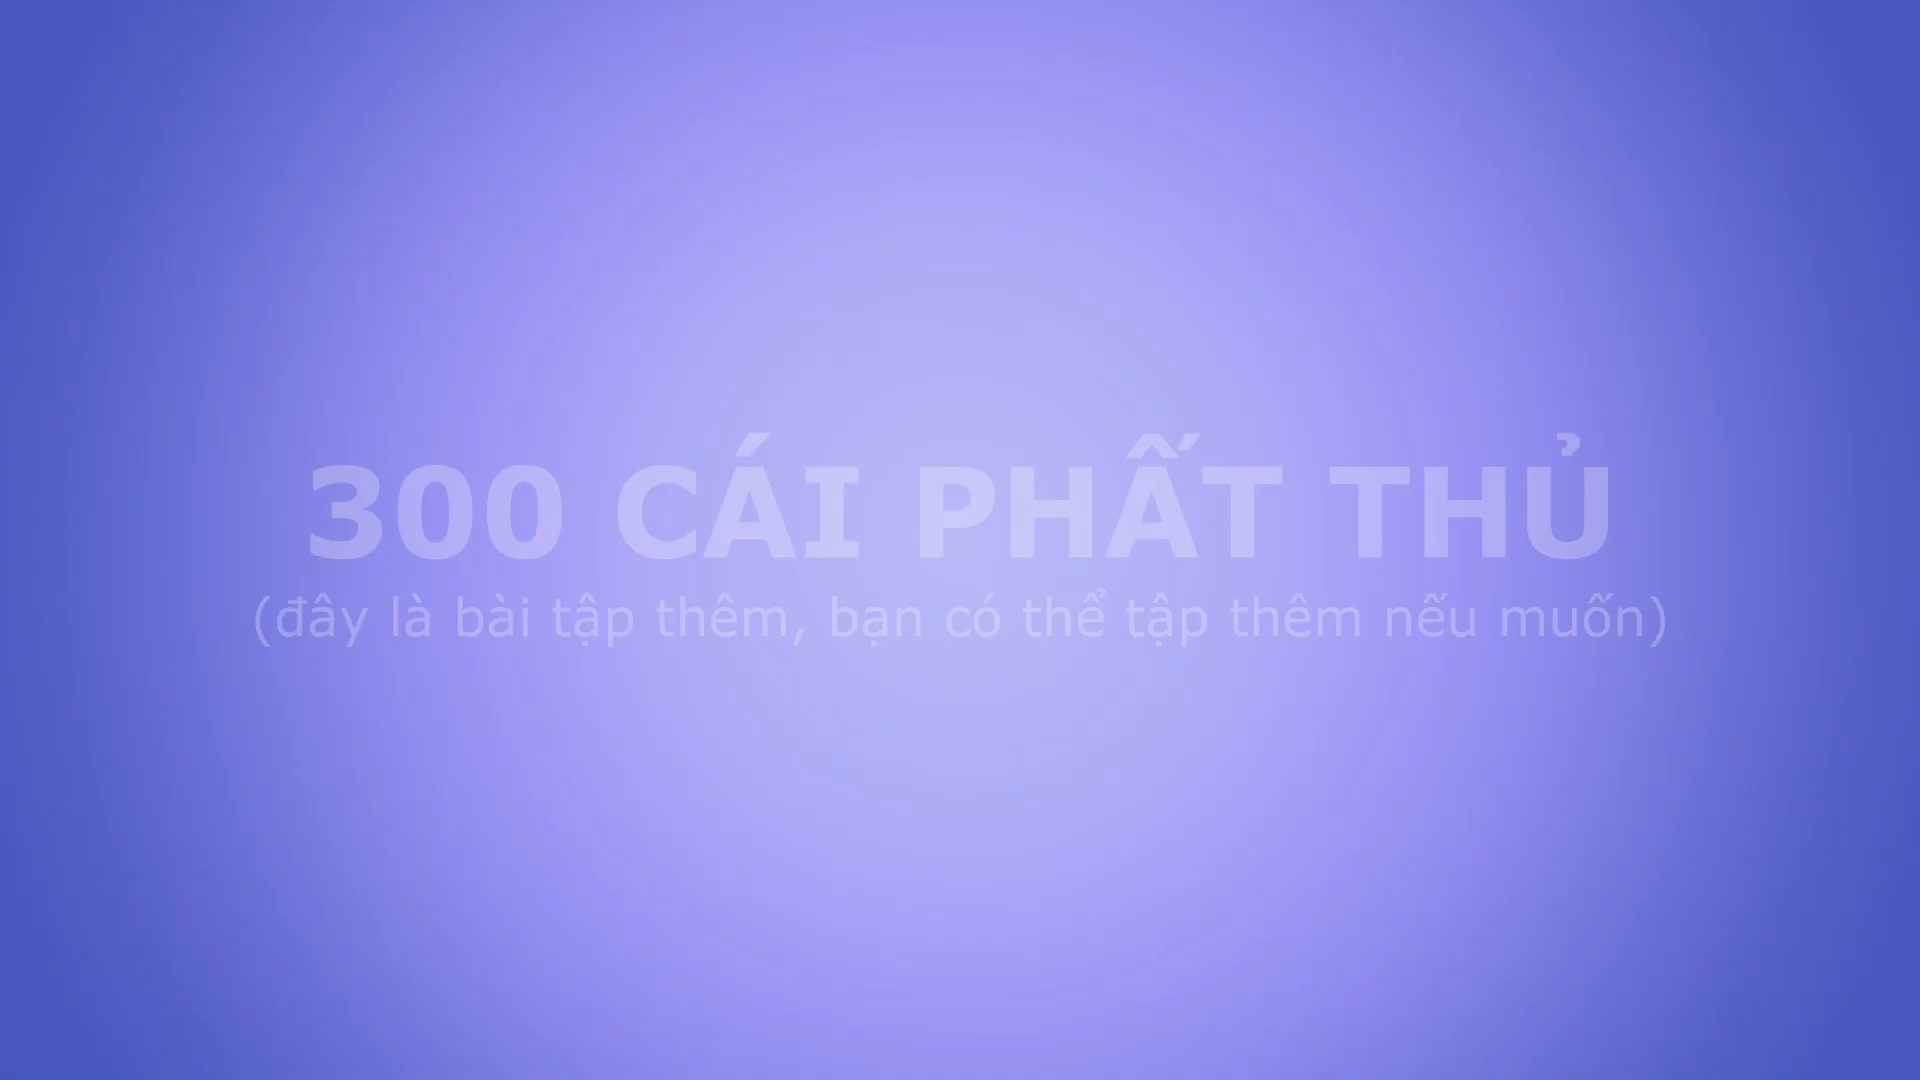 300 CÁI PHẤT THỦ
(đây là bài tập thêm, bạn có thể tập thêm nếu muốn)